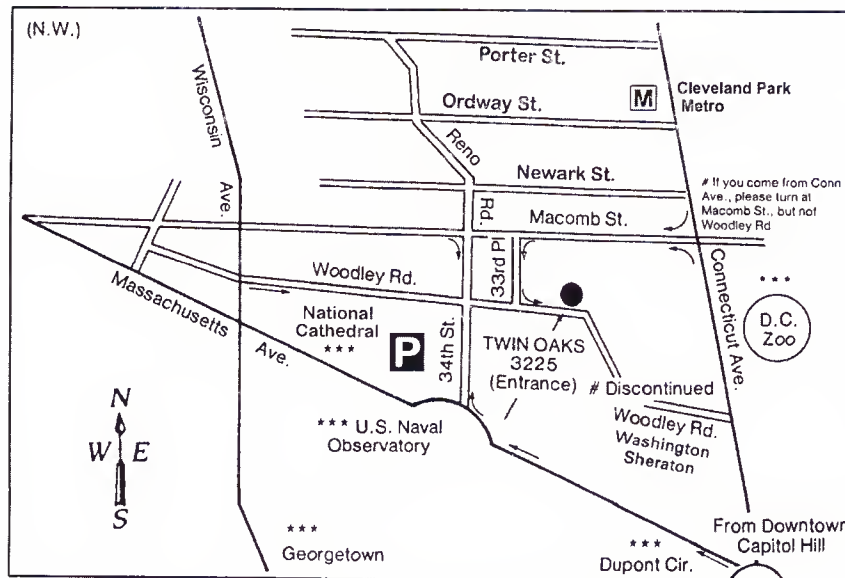 (N.W.)
Wisconsin
Ave.
Porter St.
Ordway St.
M
Cleveland Park
Metro
Reno
Rd.
Newark St.
# If you come from Conn
Ave., please turn at
Macomb St., but not
Woodley Rd
Macomb St.
33rd Pl
Woodley Rd.
Massachusetts
Ave.
National
Cathedral
***
P
34th St.
TWIN OAKS
3225
(Entrance)
# Discontinued
Woodley Rd.
Washington
Sheraton
Connecticut Ave.
***
D.C.
Zoo
*** U.S. Naval
Observatory
N
W E
S
***
Georgetown
***
Dupont Cir.
From Downtown
Capitol Hill